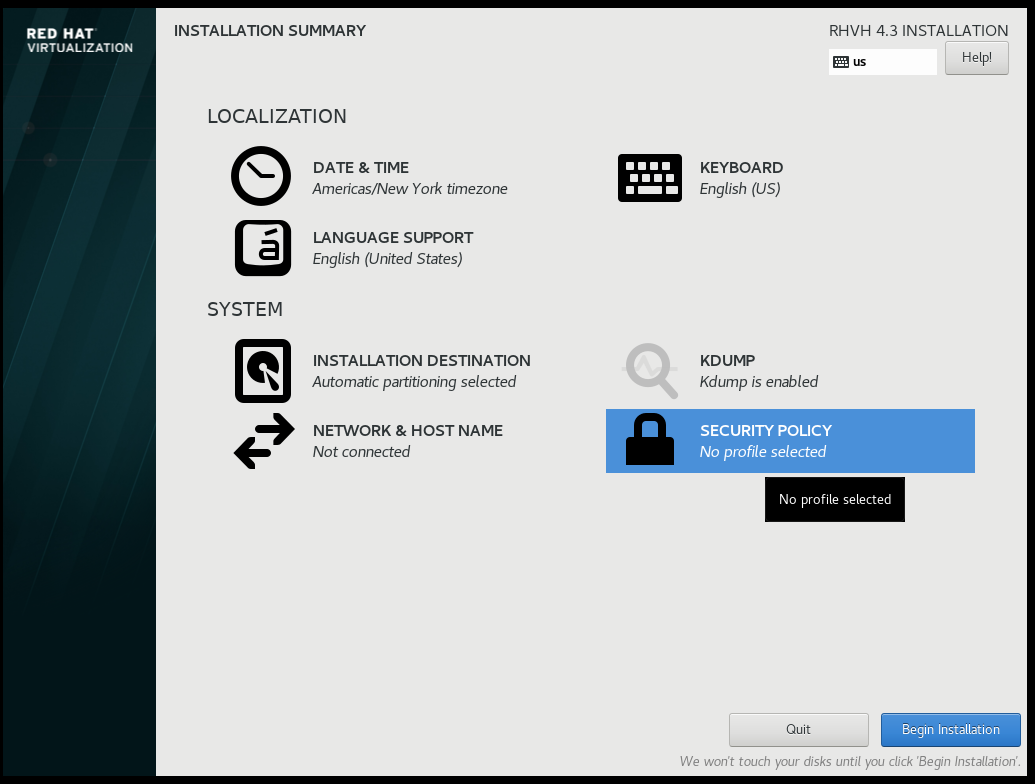 RED HAT
VIRTUALIZATION
INSTALLATION SUMMARY
RHVH 4.3 INSTALLATION
us
Help!
LOCALIZATION
DATE & TIME
Americas/New York timezone
KEYBOARD
English (US)
á
LANGUAGE SUPPORT
English (United States)
SYSTEM
INSTALLATION DESTINATION
Automatic partitioning selected
KDUMP
Kdump is enabled
NETWORK & HOST NAME
Not connected
SECURITY POLICY
No profile selected
No profile selected
Quit
Begin Installation
We won't touch your disks until you click 'Begin Installation'.